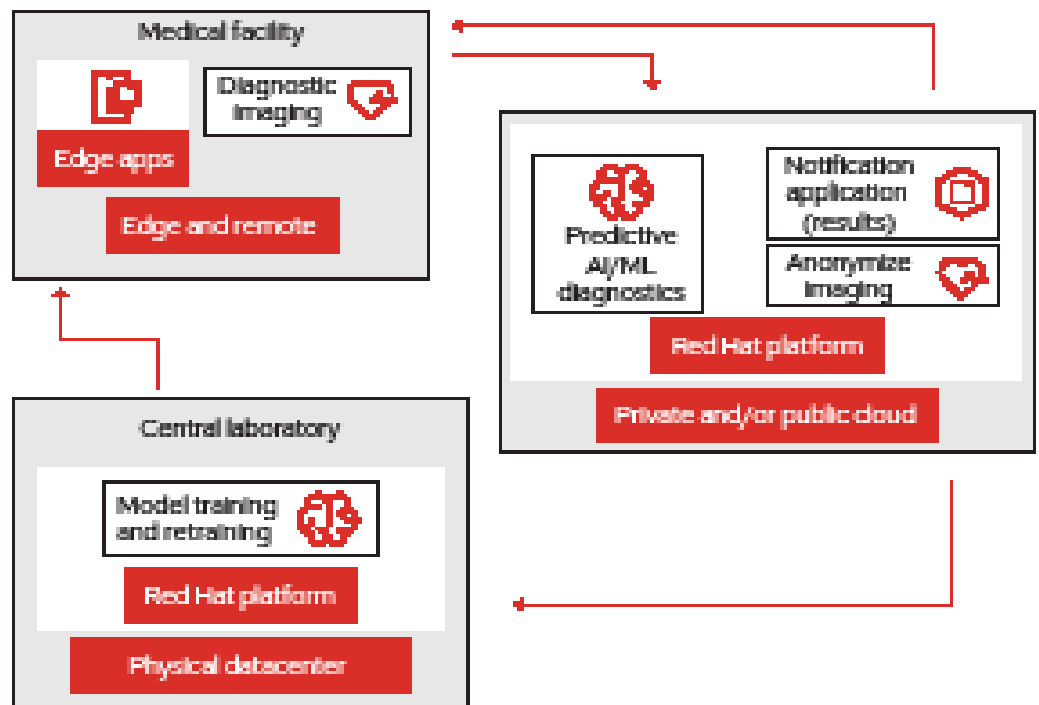 Medical facility
Diagnostic
imaging
Edge apps
Edge and remote
Predictive
AI/ML
diagnostics
Notification
application
(results)
Anonymize
imaging
Red Hat platform
Private and/or public cloud
Central laboratory
Model training
and retraining
Red Hat platform
Physical datacenter